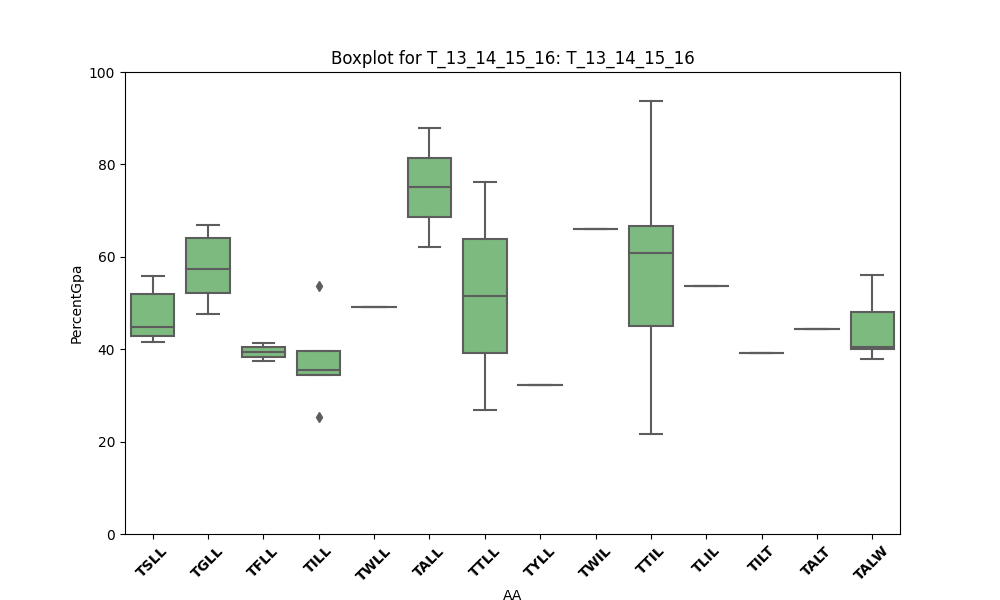 Boxplot for T_13_14_15_16: T_13_14_15_16
100
80
60
40
20
0
PercentGpa
TSLL TGLL TFLL TILL TWLL TALL TTLL TYLL TWIL TTIL TLIL TILT TALT TALW
AA